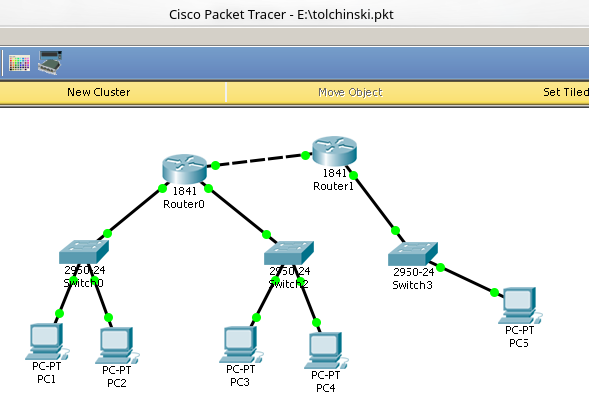 Cisco Packet Tracer - E:\tolchinski.pkt
New Cluster
Move Object
Set Tiled
1841
Router0
1841
Router1
2950-24
Switch0
2950-24
Switch2
2950-24
Switch3
PC-PT
PC1
PC-PT
PC2
PC-PT
PC3
PC-PT
PC4
PC-PT
PC5